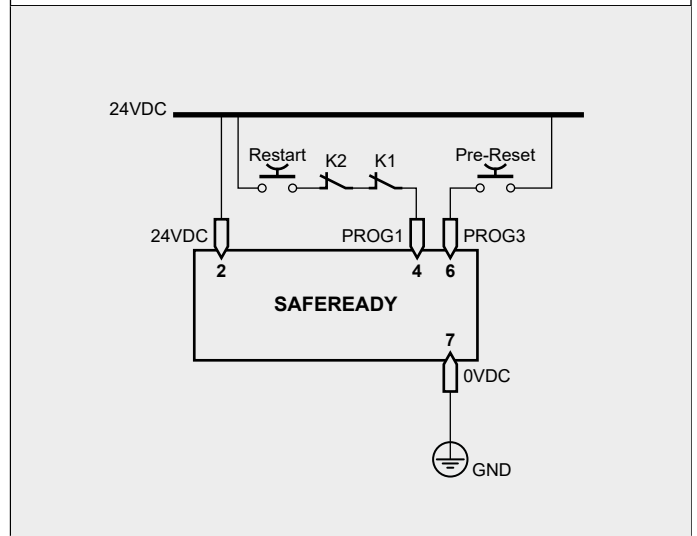 24VDC
Restart
K2
K1
Pre-Reset
24VDC
PROG1
PROG3
2
4
6
SAFEREADY
7
0VDC
GND